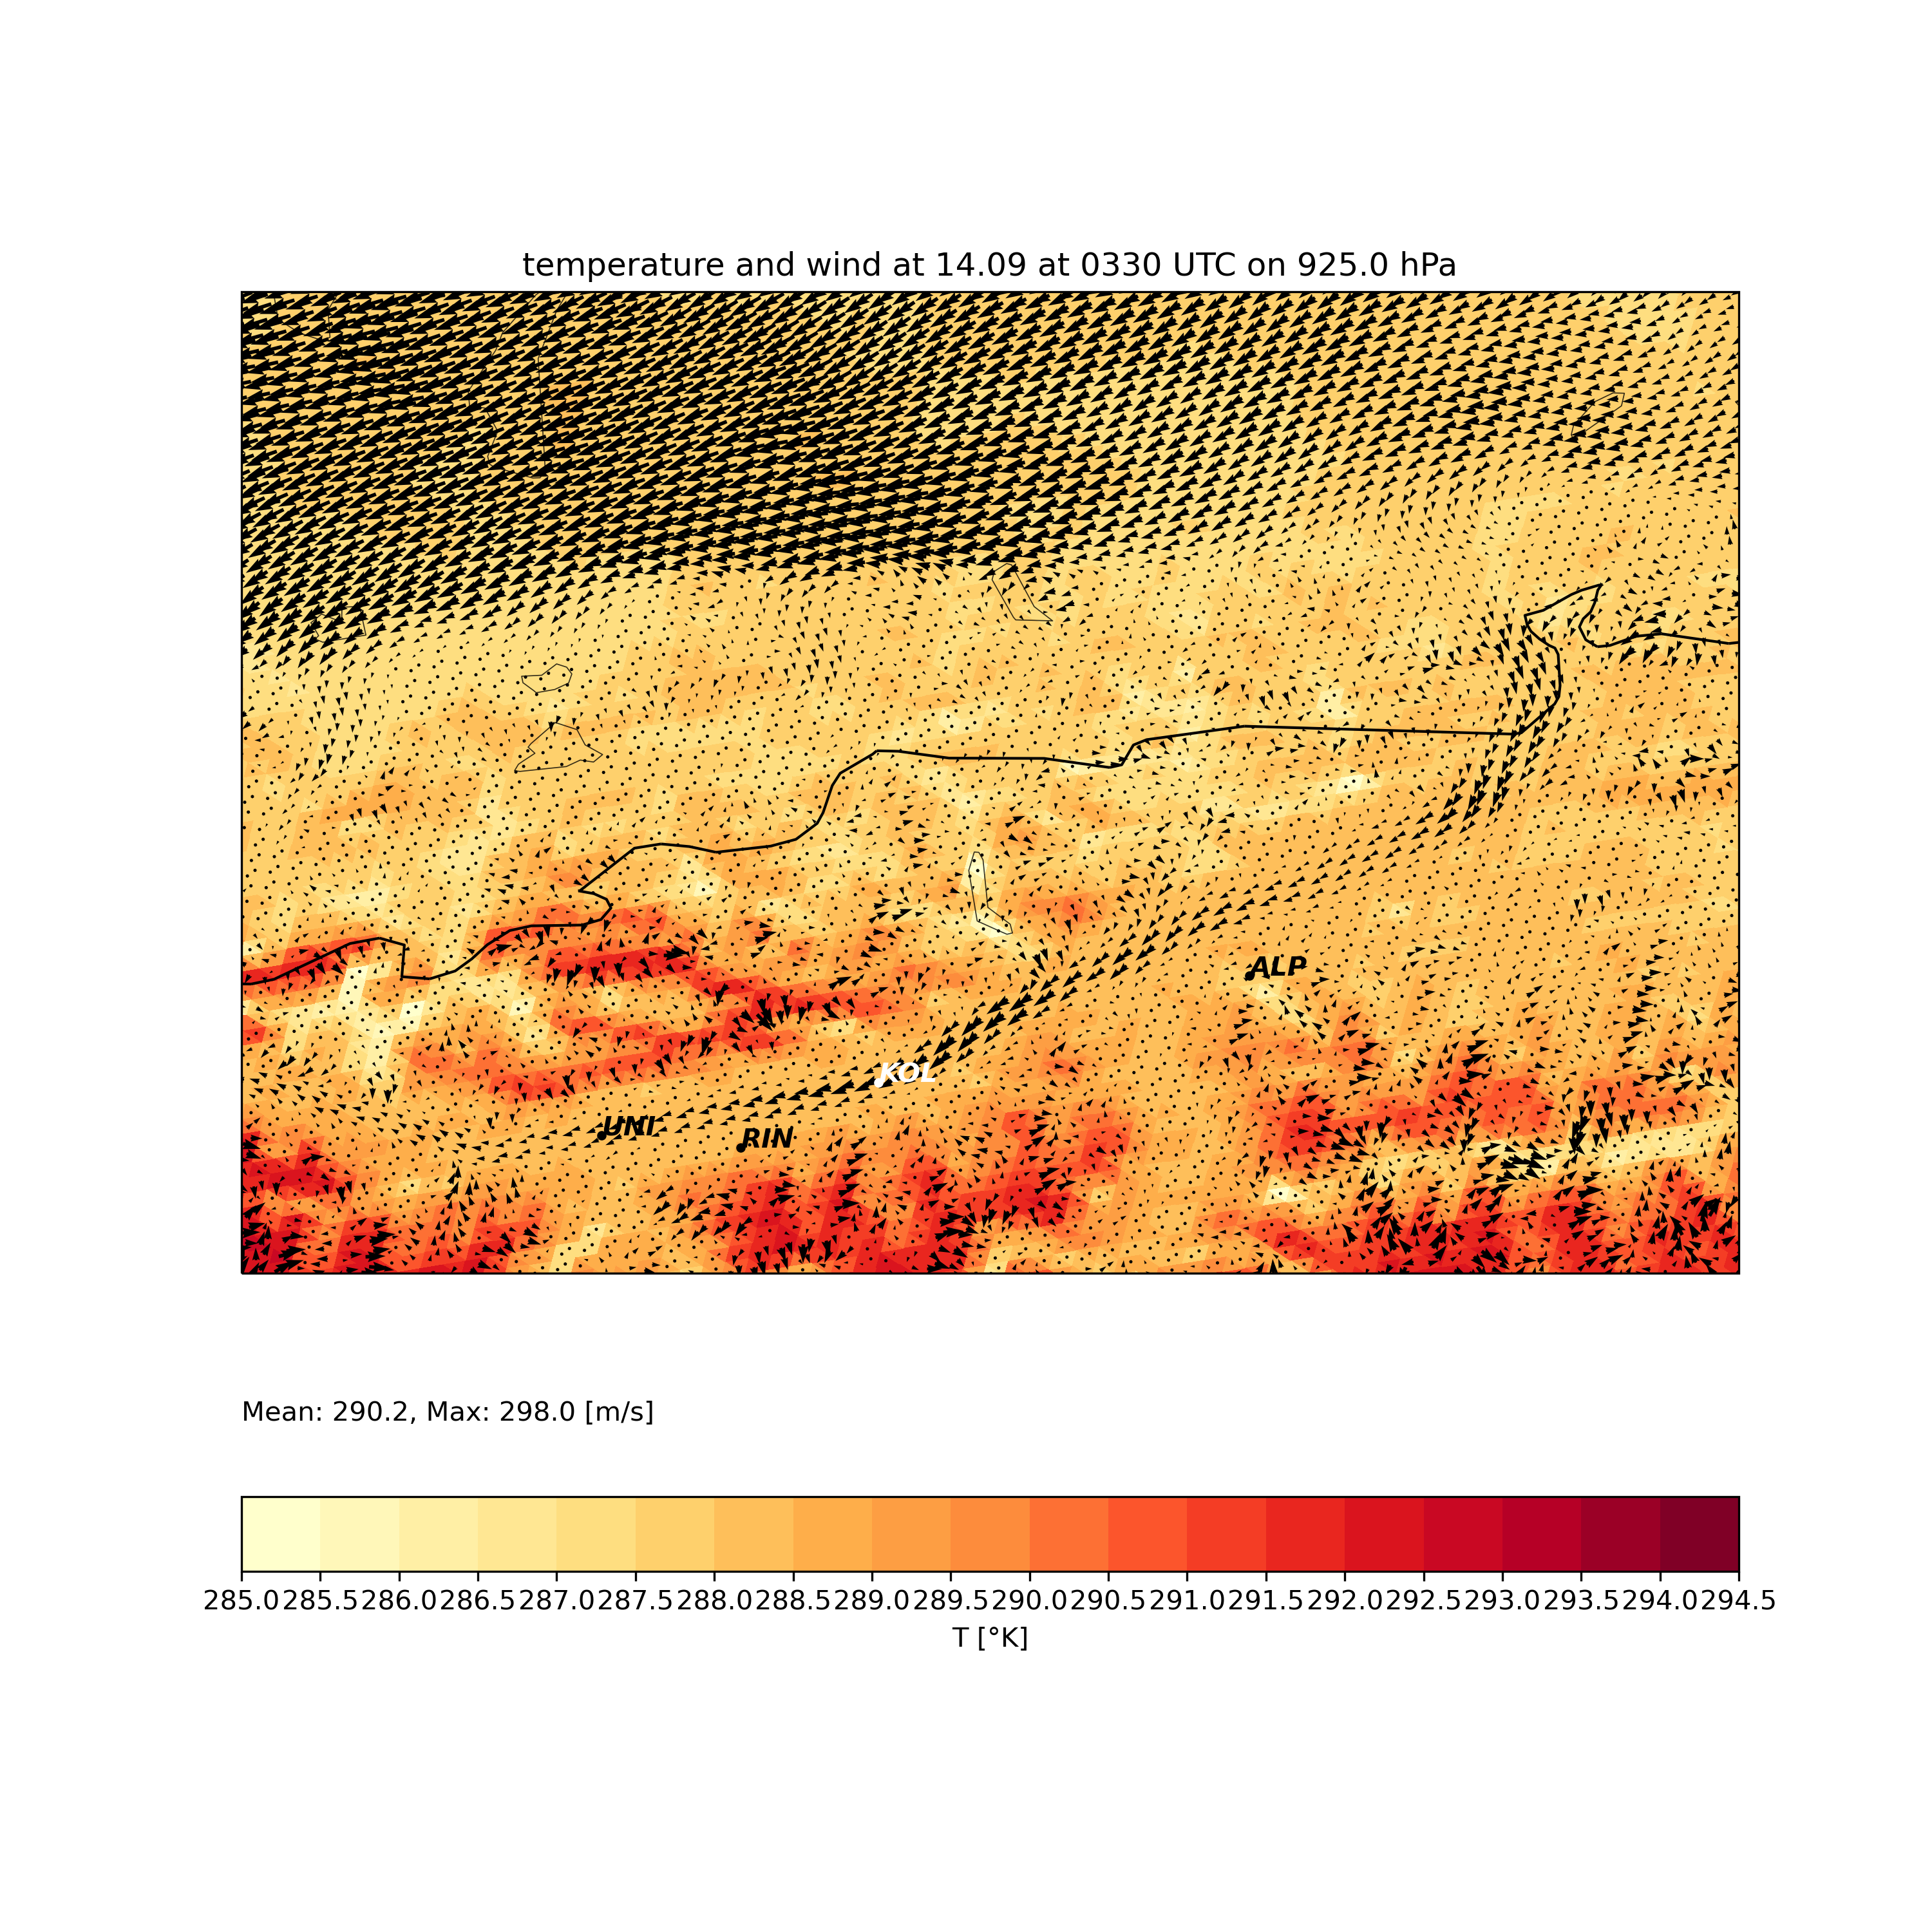 temperature and wind at 14.09 at 0330 UTC on 925.0 hPa
ALP
KOL
UNI
RIN
Mean: 290.2, Max: 298.0 [m/s]
285.0 285.5 286.0 286.5 287.0 287.5 288.0 288.5 289.0 289.5 290.0 290.5 291.0 291.5 292.0 292.5 293.0 293.5 294.0 294.5
T [°K]